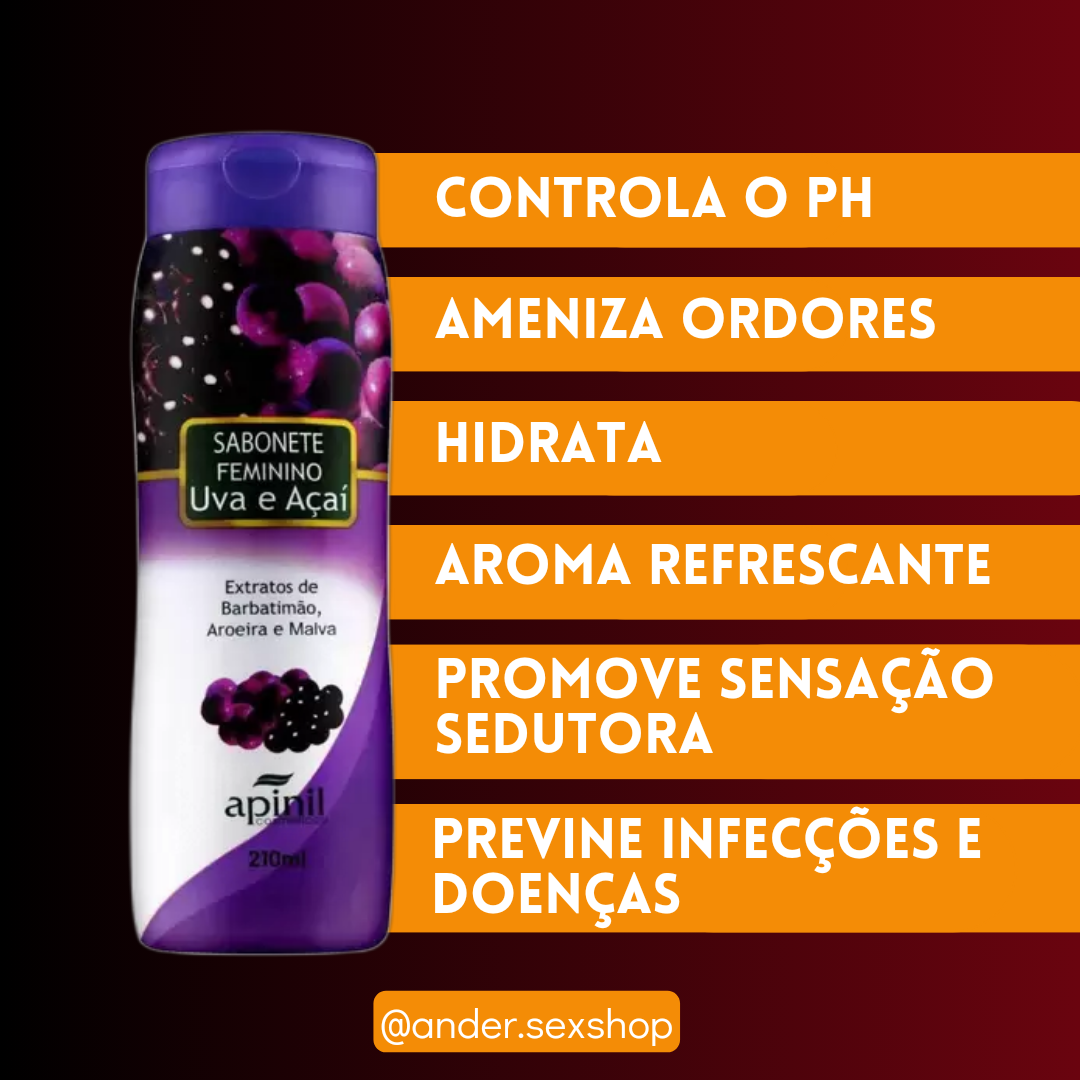 CONTROLA O PH
AMENIZA ORDORES
HIDRATA
AROMA REFRESCANTE
PROMOVE SENSAÇÃO
SEDUTORA
PREVINE INFECÇÕES E
DOENÇAS
SABONETE
FEMININO
Uva e Açaí
Extratos de
Barbatimão,
Aroeira e Malva
apinil
210ml
@ander.sexshop